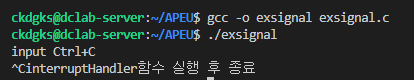 ckdgks@dclab-server:~/APEU$ gcc -o exsignal exsignal.c
ckdgks@dclab-server:~/APEU$ ./exsignal
input Ctrl+C
^CinterruptHandler함수 실행 후 종료